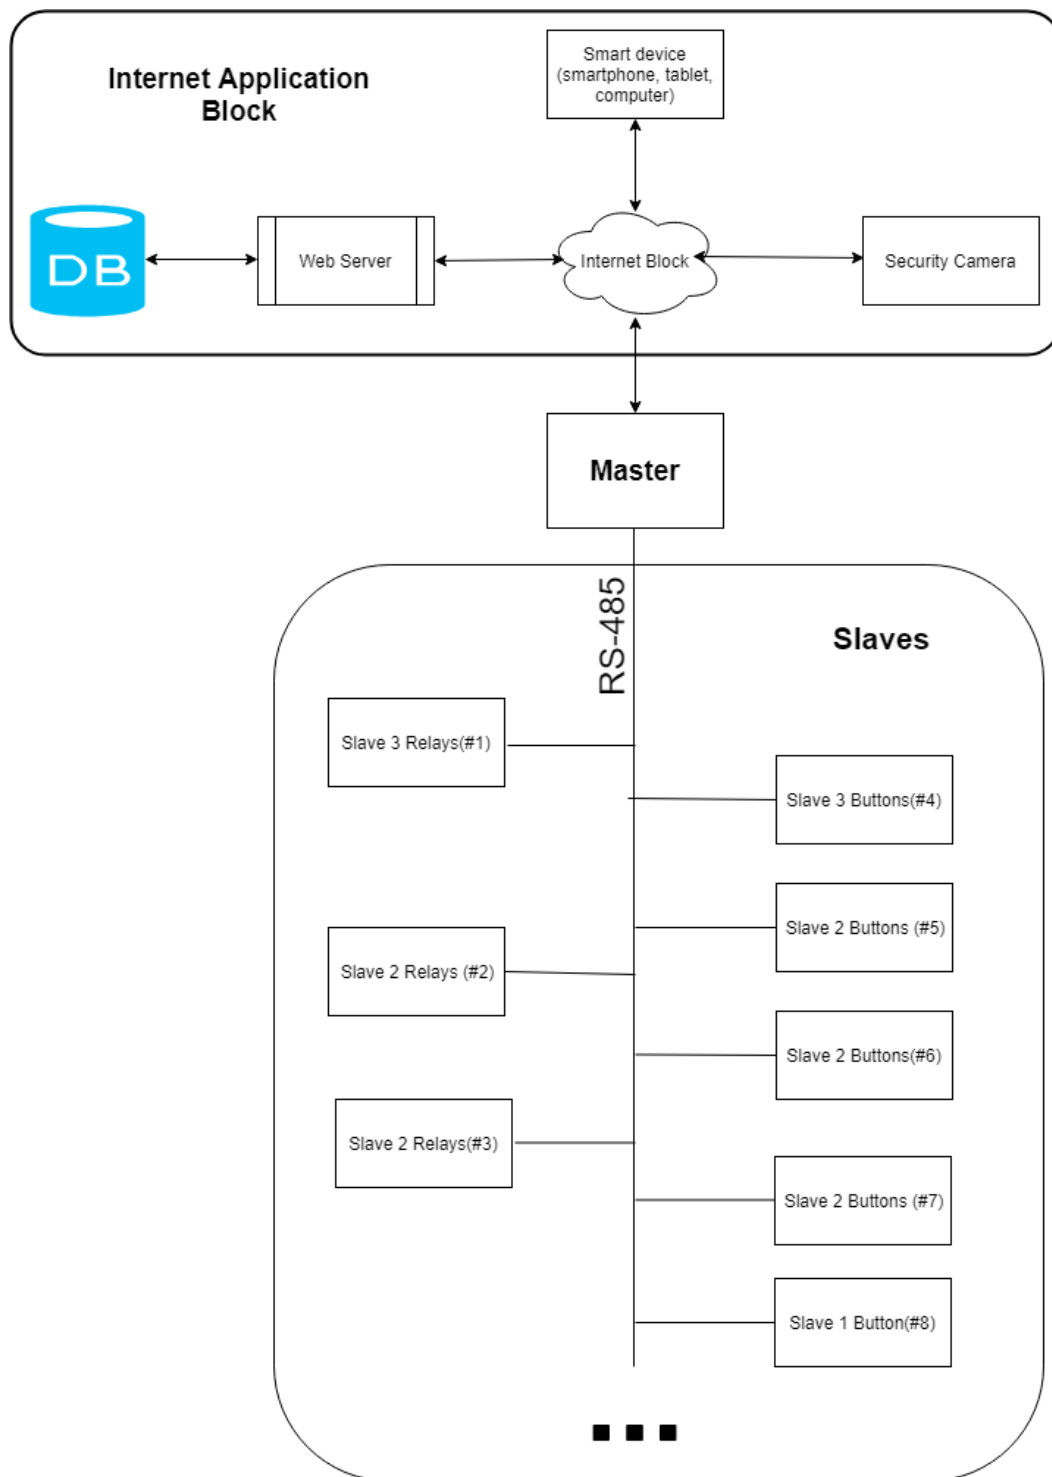 Internet Application
Block
Smart device
(smartphone, tablet,
computer)
DB
Web Server
Internet Block
Security Camera
Master
RS-485
Slaves
Slave 3 Relays(#1)
Slave 3 Buttons(#4)
Slave 2 Buttons (#5)
Slave 2 Relays (#2)
Slave 2 Buttons(#6)
Slave 2 Relays(#3)
Slave 2 Buttons (#7)
Slave 1 Button(#8)